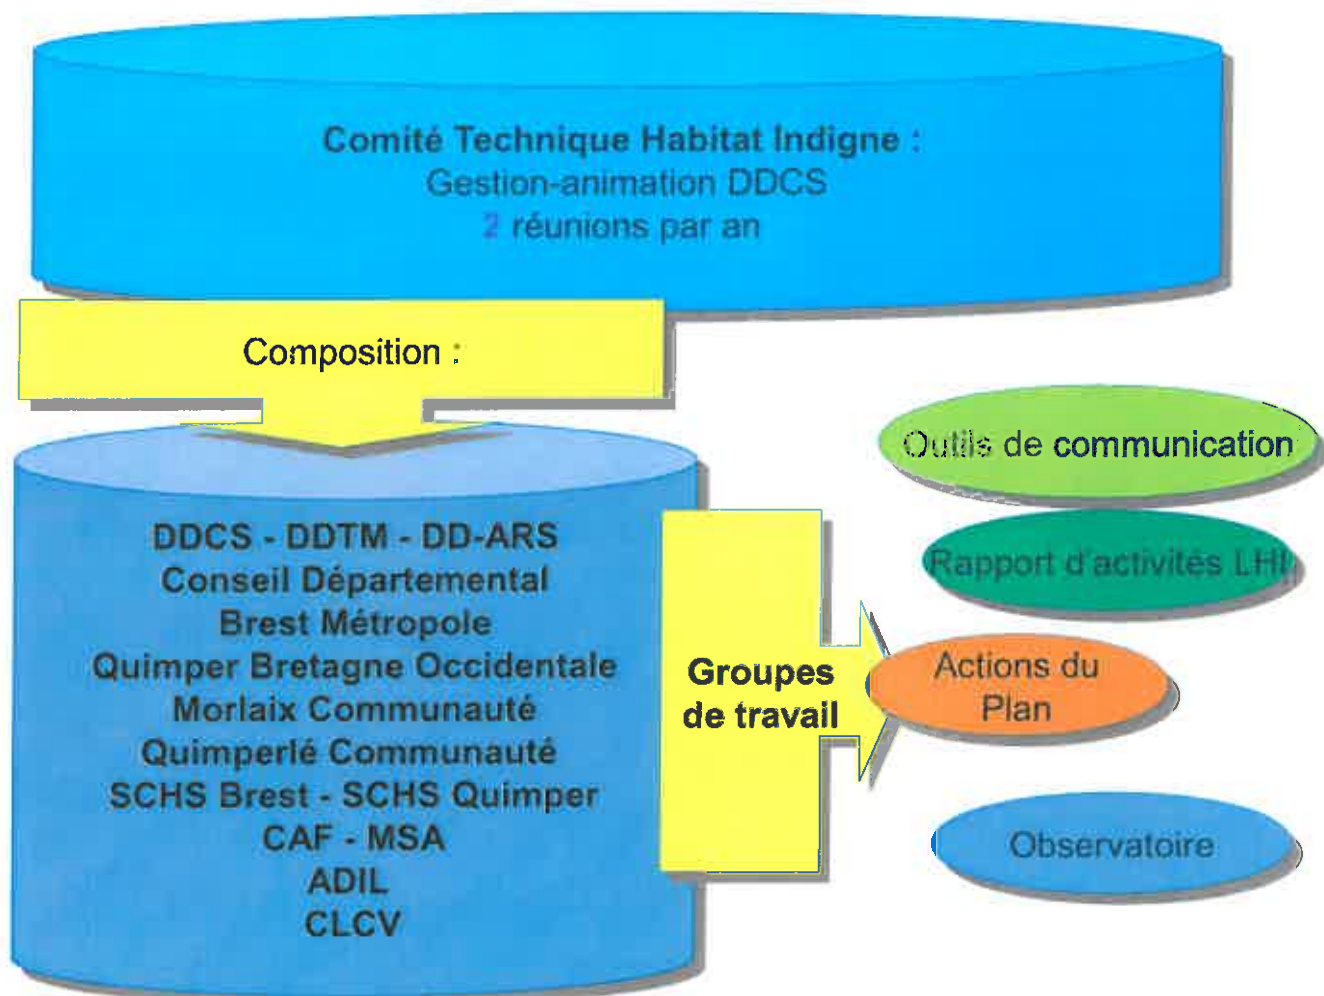 Comité Technique Habitat Indigne :
Gestion-animation DDCS
2 réunions par an
Composition :
DDCS - DDTM - DD-ARS
Conseil Départemental
Brest Métropole
Quimper Bretagne Occidentale
Morlaix Communauté
Quimperlé Communauté
SCHS Brest - SCHS Quimper
CAF - MSA
ADIL
CLCV
Groupes
de travail
Outils de communication
Rapport d'activités LHI
Actions du
Plan
Observatoire